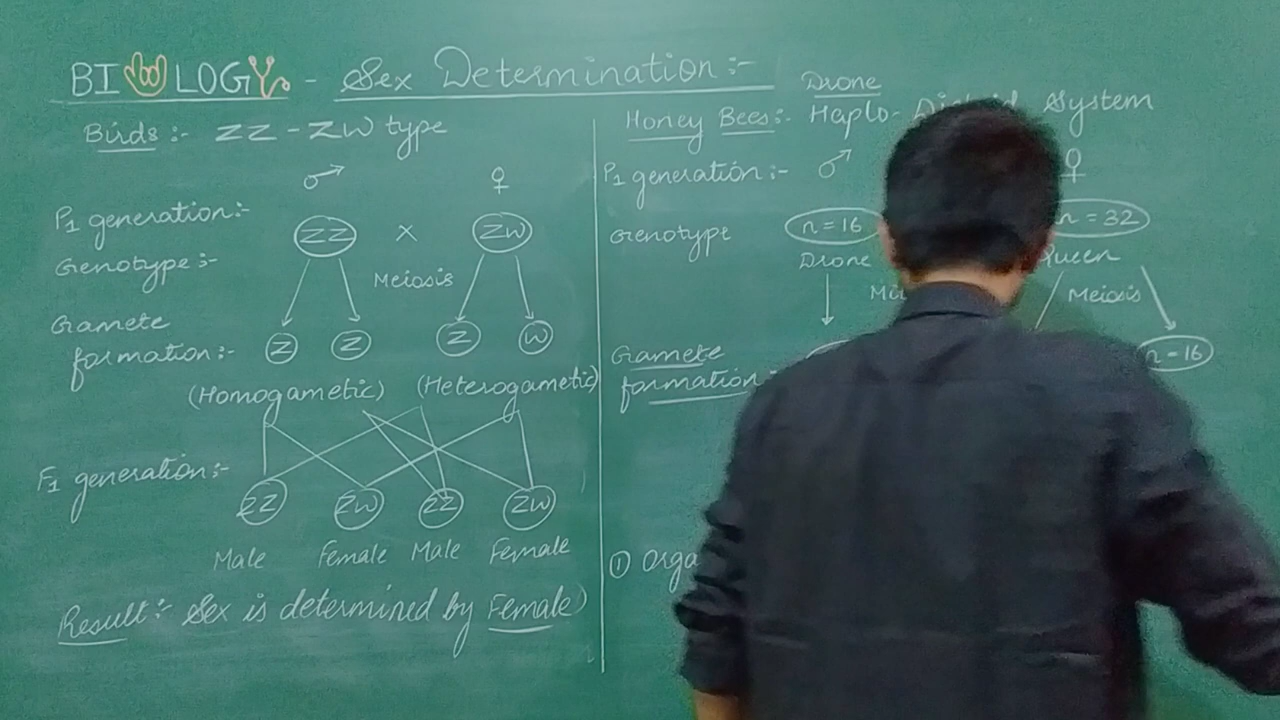 BIOLOGY - Sex Determination :-
Birds :- ZZ - ZW type
♂ ♀
P1 generation :-
ZZ × ZW
Genotype :-
Meiosis
Gamete
formation :-
Z Z Z W
(Homogametic) (Heterogametic)
F1 generation :-
ZZ ZW ZZ ZW
Male Female Male Female
Result :- Sex is determined by Female)
Drone
Honey Bees :- Haplo- System
P1 generation :- ♂ ♀
Genotype n = 16 n = 32
Drone Queen
Meiosis
Gamete
formation :-
n = 16
①